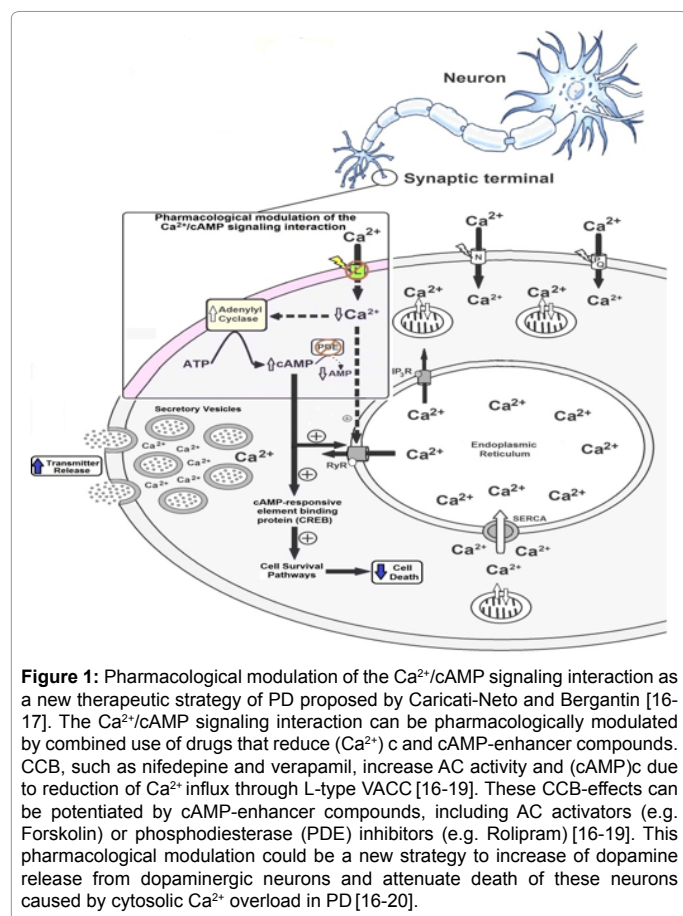 Neuron
Synaptic terminal
Pharmacological modulation of the
Ca²⁺/cAMP signaling interaction
Ca²⁺
Ca²⁺
Ca²⁺
L
N
PQ
Ca²⁺
Ca²⁺
Ca²⁺
Ca²⁺
Adenylyl
Cyclase
Ca²⁺
ATP
cAMP
PDE
AMP
IP₃R
Ca²⁺
Ca²⁺
Ca²⁺
Secretory Vesicles
Ca²⁺
Ca²⁺
Ca²⁺
Ca²⁺
Ca²⁺
Ca²⁺
Ca²⁺
Transmitter
Release
RyR
Ca²⁺
Endoplasmic
Reticulum
Ca²⁺
Ca²⁺
Ca²⁺
Ca²⁺
cAMP-responsive
element binding
protein (CREB)
SERCA
Ca²⁺
Ca²⁺
Ca²⁺
Cell Survival
Pathways
Cell
Death
Figure 1: Pharmacological modulation of the Ca²⁺/cAMP signaling interaction as
a new therapeutic strategy of PD proposed by Caricati-Neto and Bergantin [16-
17]. The Ca²⁺/cAMP signaling interaction can be pharmacologically modulated
by combined use of drugs that reduce (Ca²⁺) c and cAMP-enhancer compounds.
CCB, such as nifedepine and verapamil, increase AC activity and (cAMP)c due
to reduction of Ca²⁺ influx through L-type VACC [16-19]. These CCB-effects can
be potentiated by cAMP-enhancer compounds, including AC activators (e.g.
Forskolin) or phosphodiesterase (PDE) inhibitors (e.g. Rolipram) [16-19]. This
pharmacological modulation could be a new strategy to increase of dopamine
release from dopaminergic neurons and attenuate death of these neurons
caused by cytosolic Ca²⁺ overload in PD [16-20].